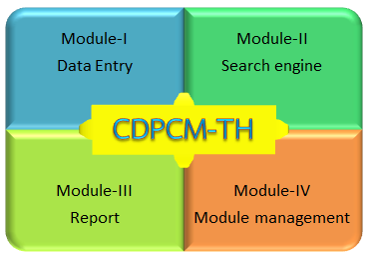 Module-I
Data Entry
Module-II
Search engine
CDPCM-TH
Module-III
Report
Module-IV
Module management